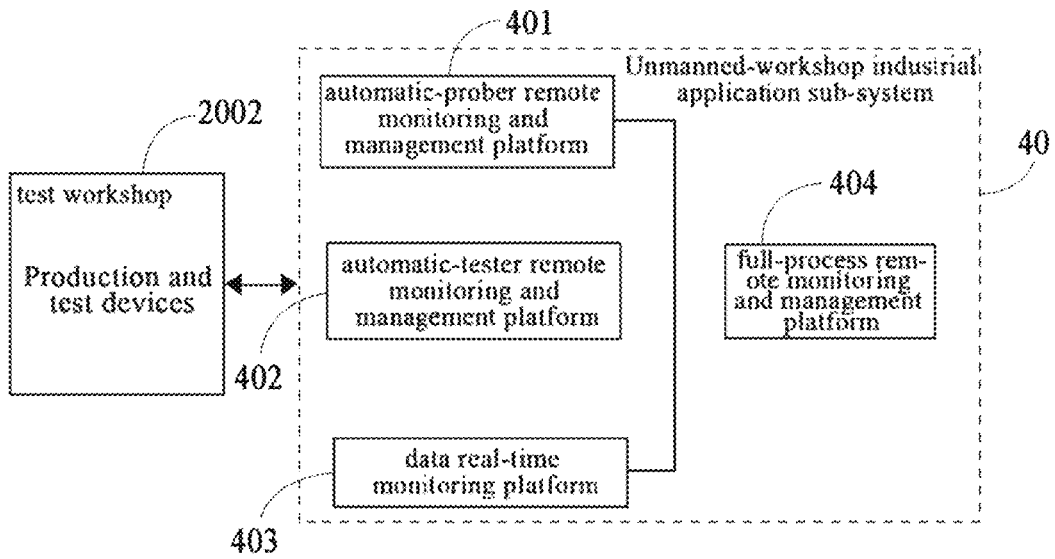 401
Unmanned-workshop industrial
application sub-system
automatic-prober remote
monitoring and
management platform
2002
40
test workshop
Production and
test devices
404
automatic-tester remote
monitoring and
management platform
full-process rem-
ote monitoring
and management
platform
402
data real-time
monitoring platform
403